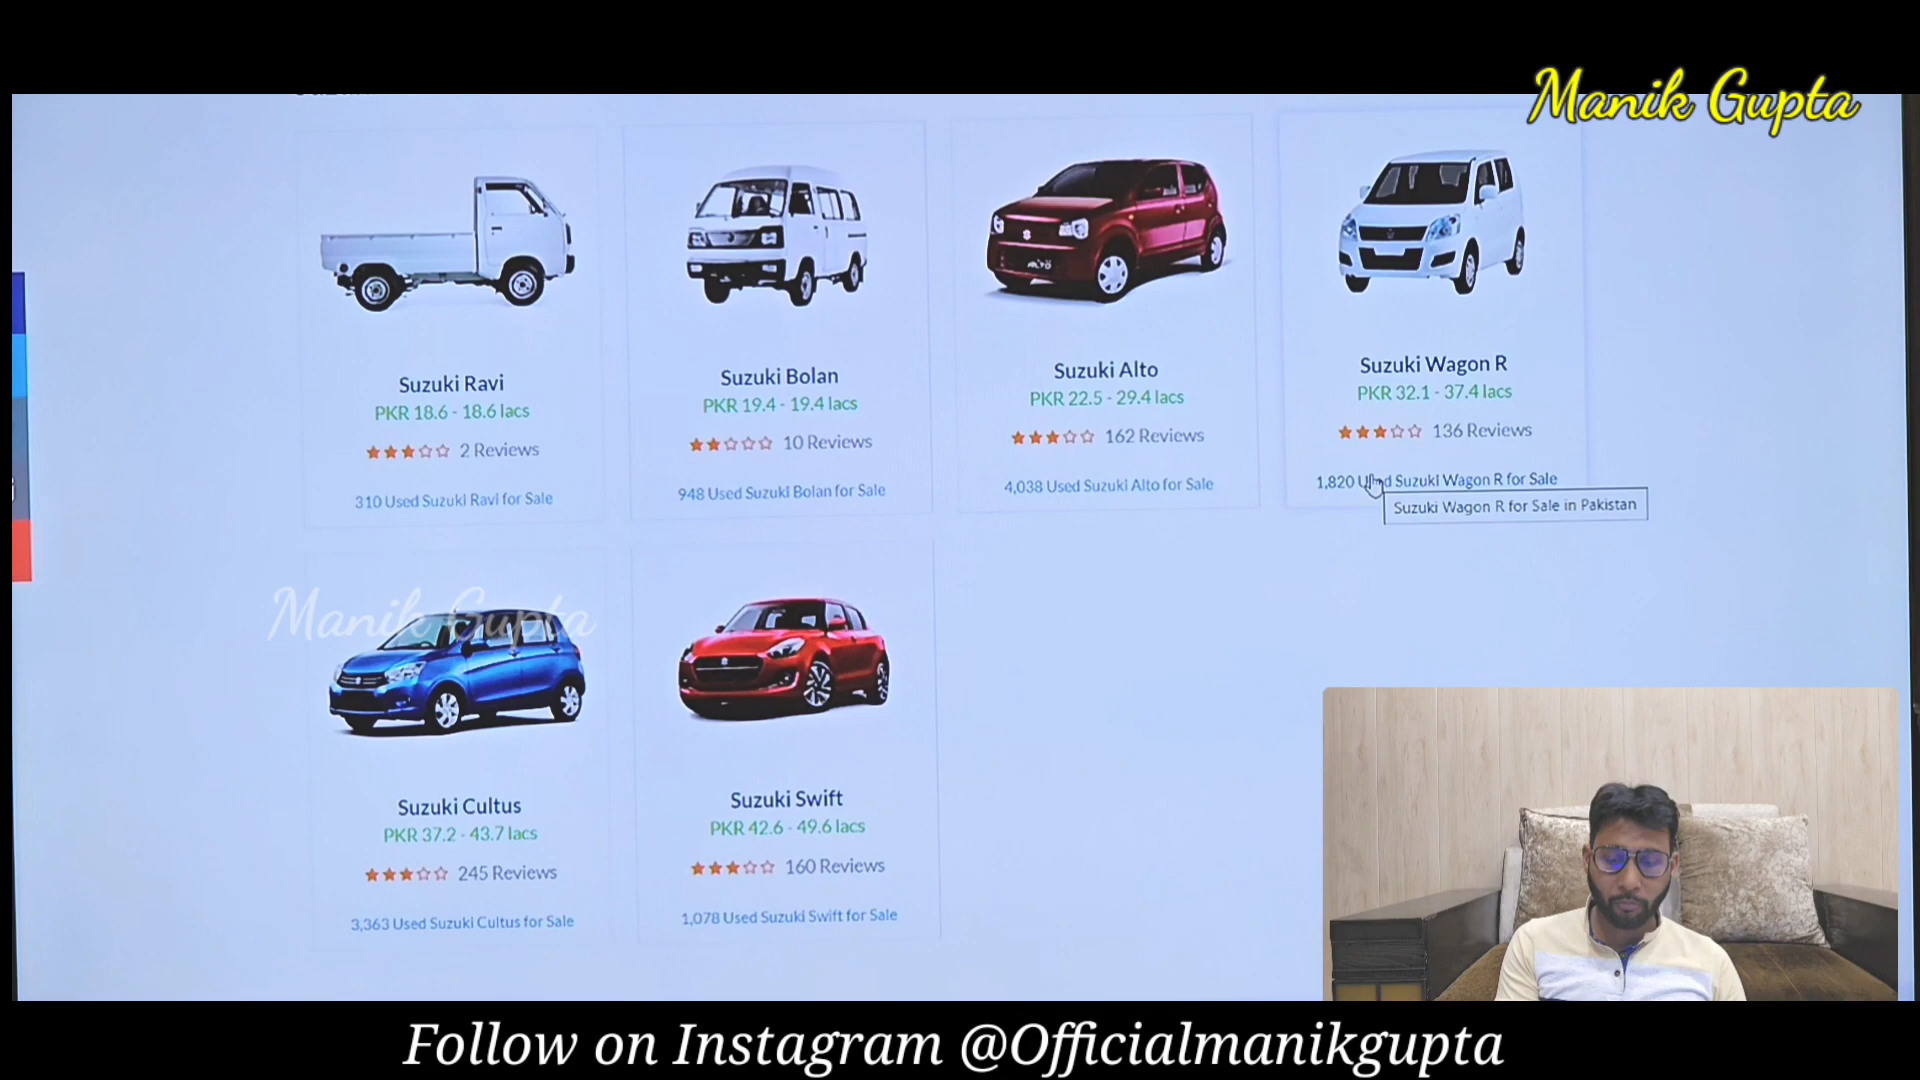 Manik Gupta
Suzuki Ravi
PKR 18.6 - 18.6 lacs
2 Reviews
310 Used Suzuki Ravi for Sale
Suzuki Bolan
PKR 19.4 - 19.4 lacs
10 Reviews
948 Used Suzuki Bolan for Sale
Suzuki Alto
PKR 22.5 - 29.4 lacs
162 Reviews
4,038 Used Suzuki Alto for Sale
Suzuki Wagon R
PKR 32.1 - 37.4 lacs
136 Reviews
1,820 Used Suzuki Wagon R for Sale
Suzuki Wagon R for Sale in Pakistan
Manik Gupta
Suzuki Cultus
PKR 37.2 - 43.7 lacs
245 Reviews
3,363 Used Suzuki Cultus for Sale
Suzuki Swift
PKR 42.6 - 49.6 lacs
160 Reviews
1,078 Used Suzuki Swift for Sale
Follow on Instagram @Officialmanikgupta